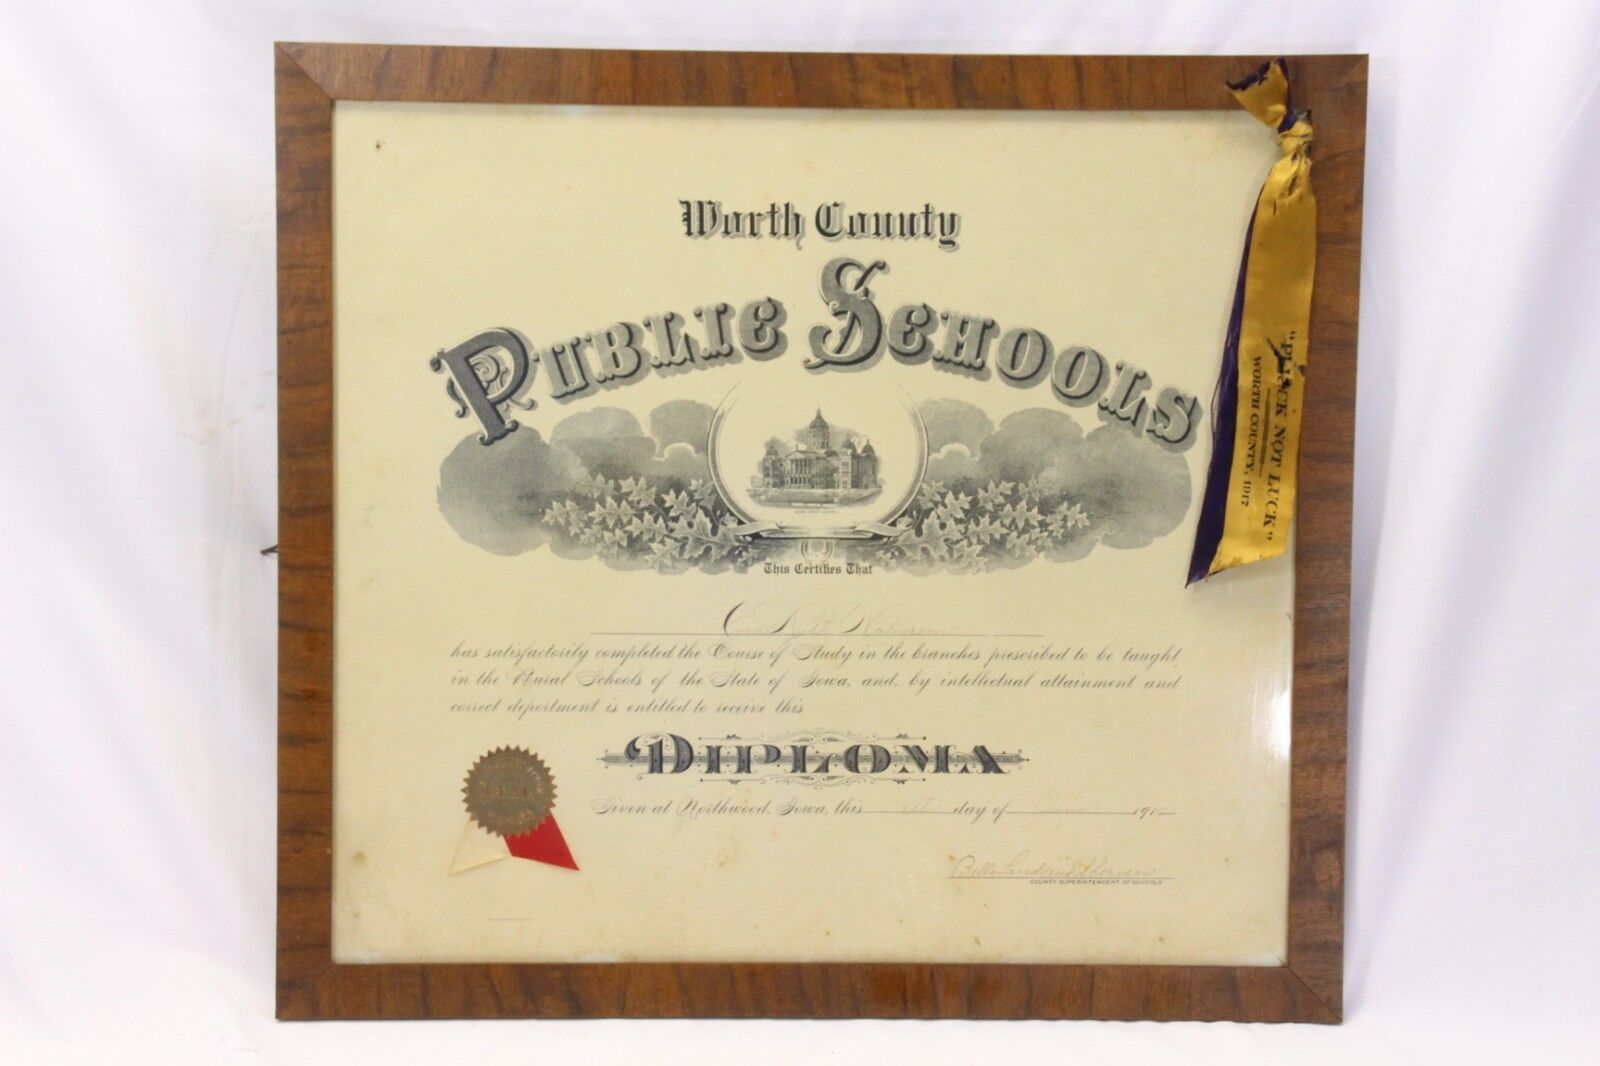 Worth County
Public Schools
This Certifies That
Ruth
has satisfactorily completed the Course of Study in the branches prescribed to be taught
in the Rural Schools of the State of Iowa, and, by intellectual attainment and
correct deportment is entitled to receive this
Diploma
Given at Northwood, Iowa, this day of 191
COUNTY SUPERINTENDENT OF SCHOOLS
SEAL
"PLUCK NOT LUCK"
WORTH COUNTY, 1917